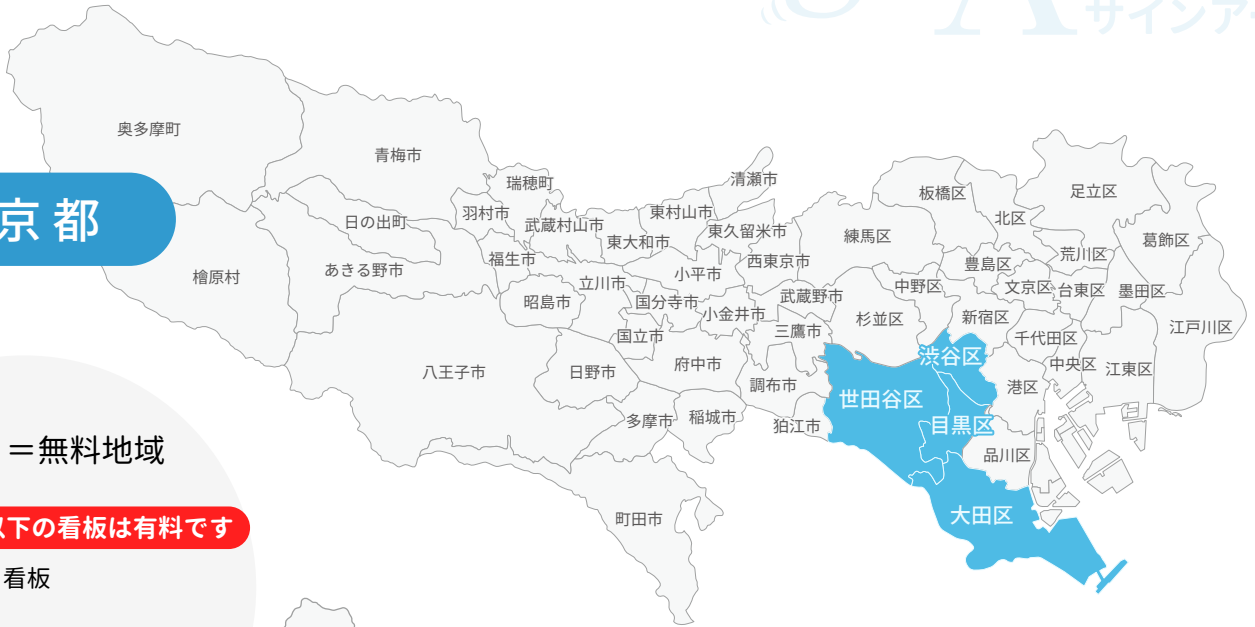 サインアー
奥多摩町
青梅市
瑞穂町
清瀬市
板橋区
足立区
京都
日の出町
羽村市
武蔵村山市
東村山市
東大和市
東久留米市
練馬区
北区
葛飾区
檜原村
あきる野市
福生市
立川市
小平市
西東京市
豊島区
荒川区
昭島市
国分寺市
小金井市
武蔵野市
中野区
文京区
台東区
墨田区
国立市
三鷹市
杉並区
新宿区
千代田区
江戸川区
八王子市
日野市
府中市
調布市
世田谷区
渋谷区
港区
中央区
江東区
多摩市
稲城市
狛江市
目黒区
品川区
町田市
大田区
＝無料地域
以下の看板は有料です
看板